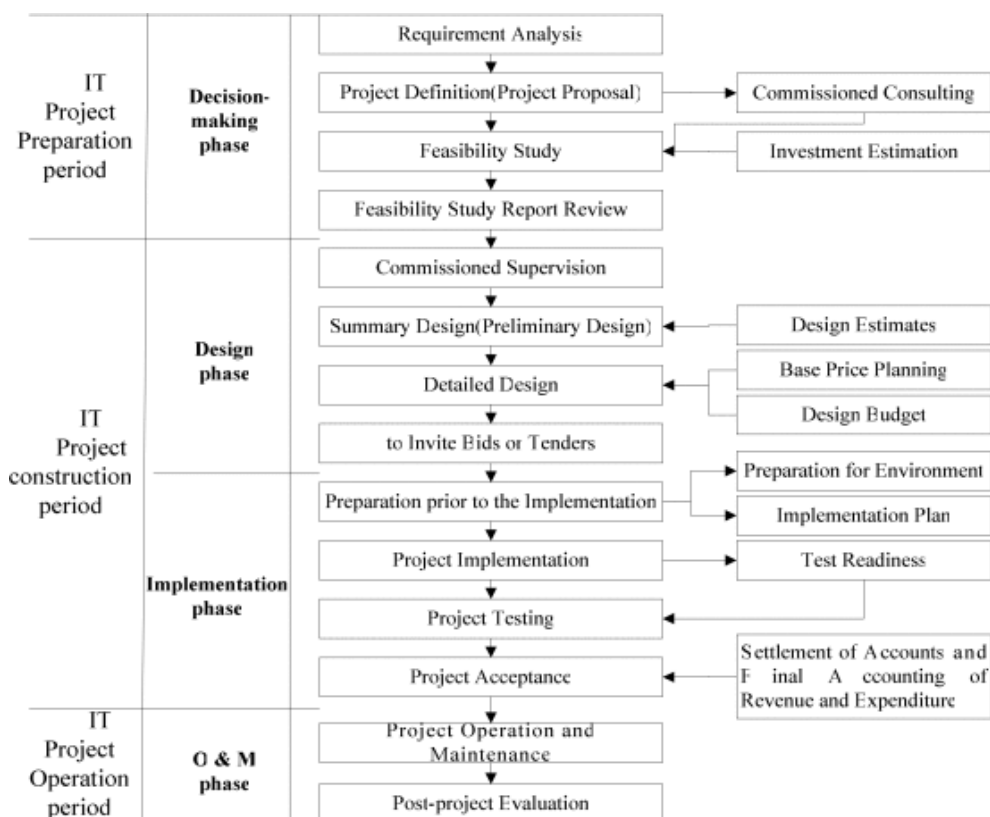 IT
Project
Preparation
period
Decision-
making
phase
Requirement Analysis
Project Definition(Project Proposal)
Commissioned Consulting
Feasibility Study
Investment Estimation
Feasibility Study Report Review
IT
Project
construction
period
Design
phase
Commissioned Supervision
Summary Design(Preliminary Design)
Design Estimates
Detailed Design
Base Price Planning
Design Budget
to Invite Bids or Tenders
Implementation
phase
Preparation prior to the Implementation
Preparation for Environment
Implementation Plan
Project Implementation
Test Readiness
Project Testing
Project Acceptance
Settlement of Accounts and
F inal A ccounting of
Revenue and Expenditure
IT
Project
Operation
period
O & M
phase
Project Operation and
Maintenance
Post-project Evaluation